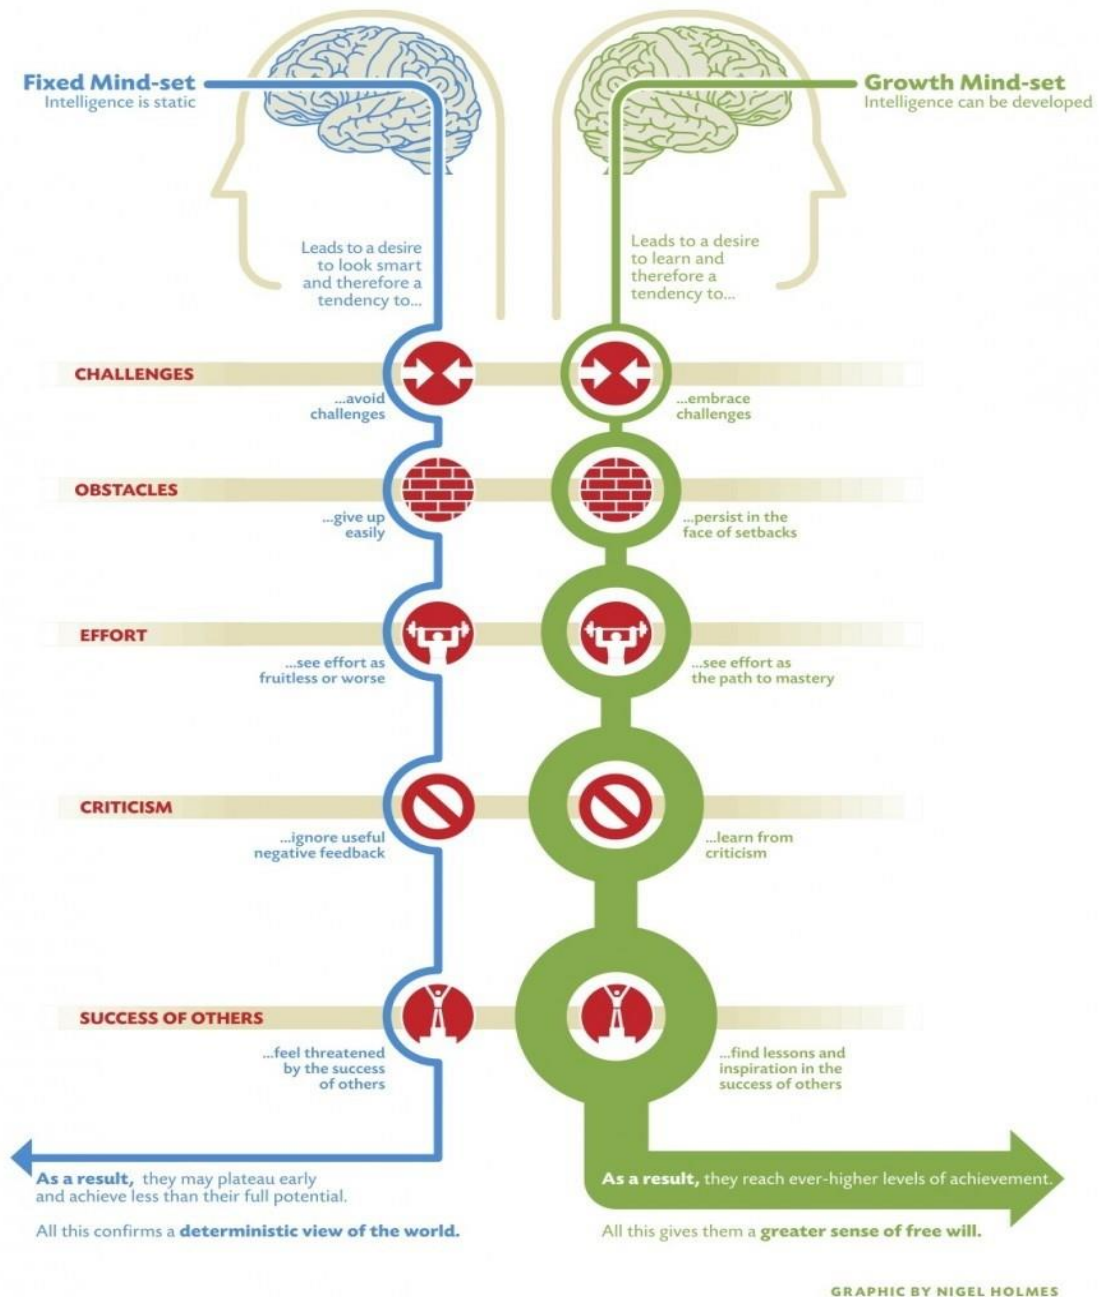 Fixed Mind-set
Intelligence is static
Growth Mind-set
Intelligence can be developed
Leads to a desire
to look smart
and therefore a
tendency to...
Leads to a desire
to learn and
therefore a
tendency to...
CHALLENGES
...avoid
challenges
...embrace
challenges
OBSTACLES
...give up
easily
...persist in the
face of setbacks
EFFORT
...see effort as
fruitless or worse
...see effort as
the path to mastery
CRITICISM
...ignore useful
negative feedback
...learn from
criticism
SUCCESS OF OTHERS
...feel threatened
by the success
of others
...find lessons and
inspiration in the
success of others
As a result, they may plateau early
and achieve less than their full potential.
All this confirms a deterministic view of the world.
As a result, they reach ever-higher levels of achievement.
All this gives them a greater sense of free will.
GRAPHIC BY NIGEL HOLMES